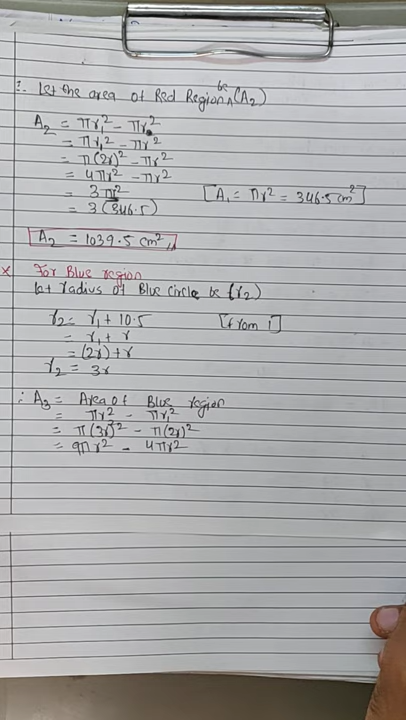 ∴ Let the area of Red Region be (A₂)
A₂ = πr₁² - πr²
= πr₁² - πr²
= π(2r)² - πr²
= 4πr² - πr²
= 3πr² [A₁ = πr² = 346.5 cm²]
= 3(346.5)
A₂ = 1039.5 cm²
x For Blue region
let radius of Blue circle be (r₂)
r₂ = r₁ + 10.5 [from 1]
= r₁ + r
= (2r) + r
r₂ = 3r
∴ A₃ = Area of Blue region
= πr₂² - πr₁²
= π(3r)² - π(2r)²
= 9πr² - 4πr²